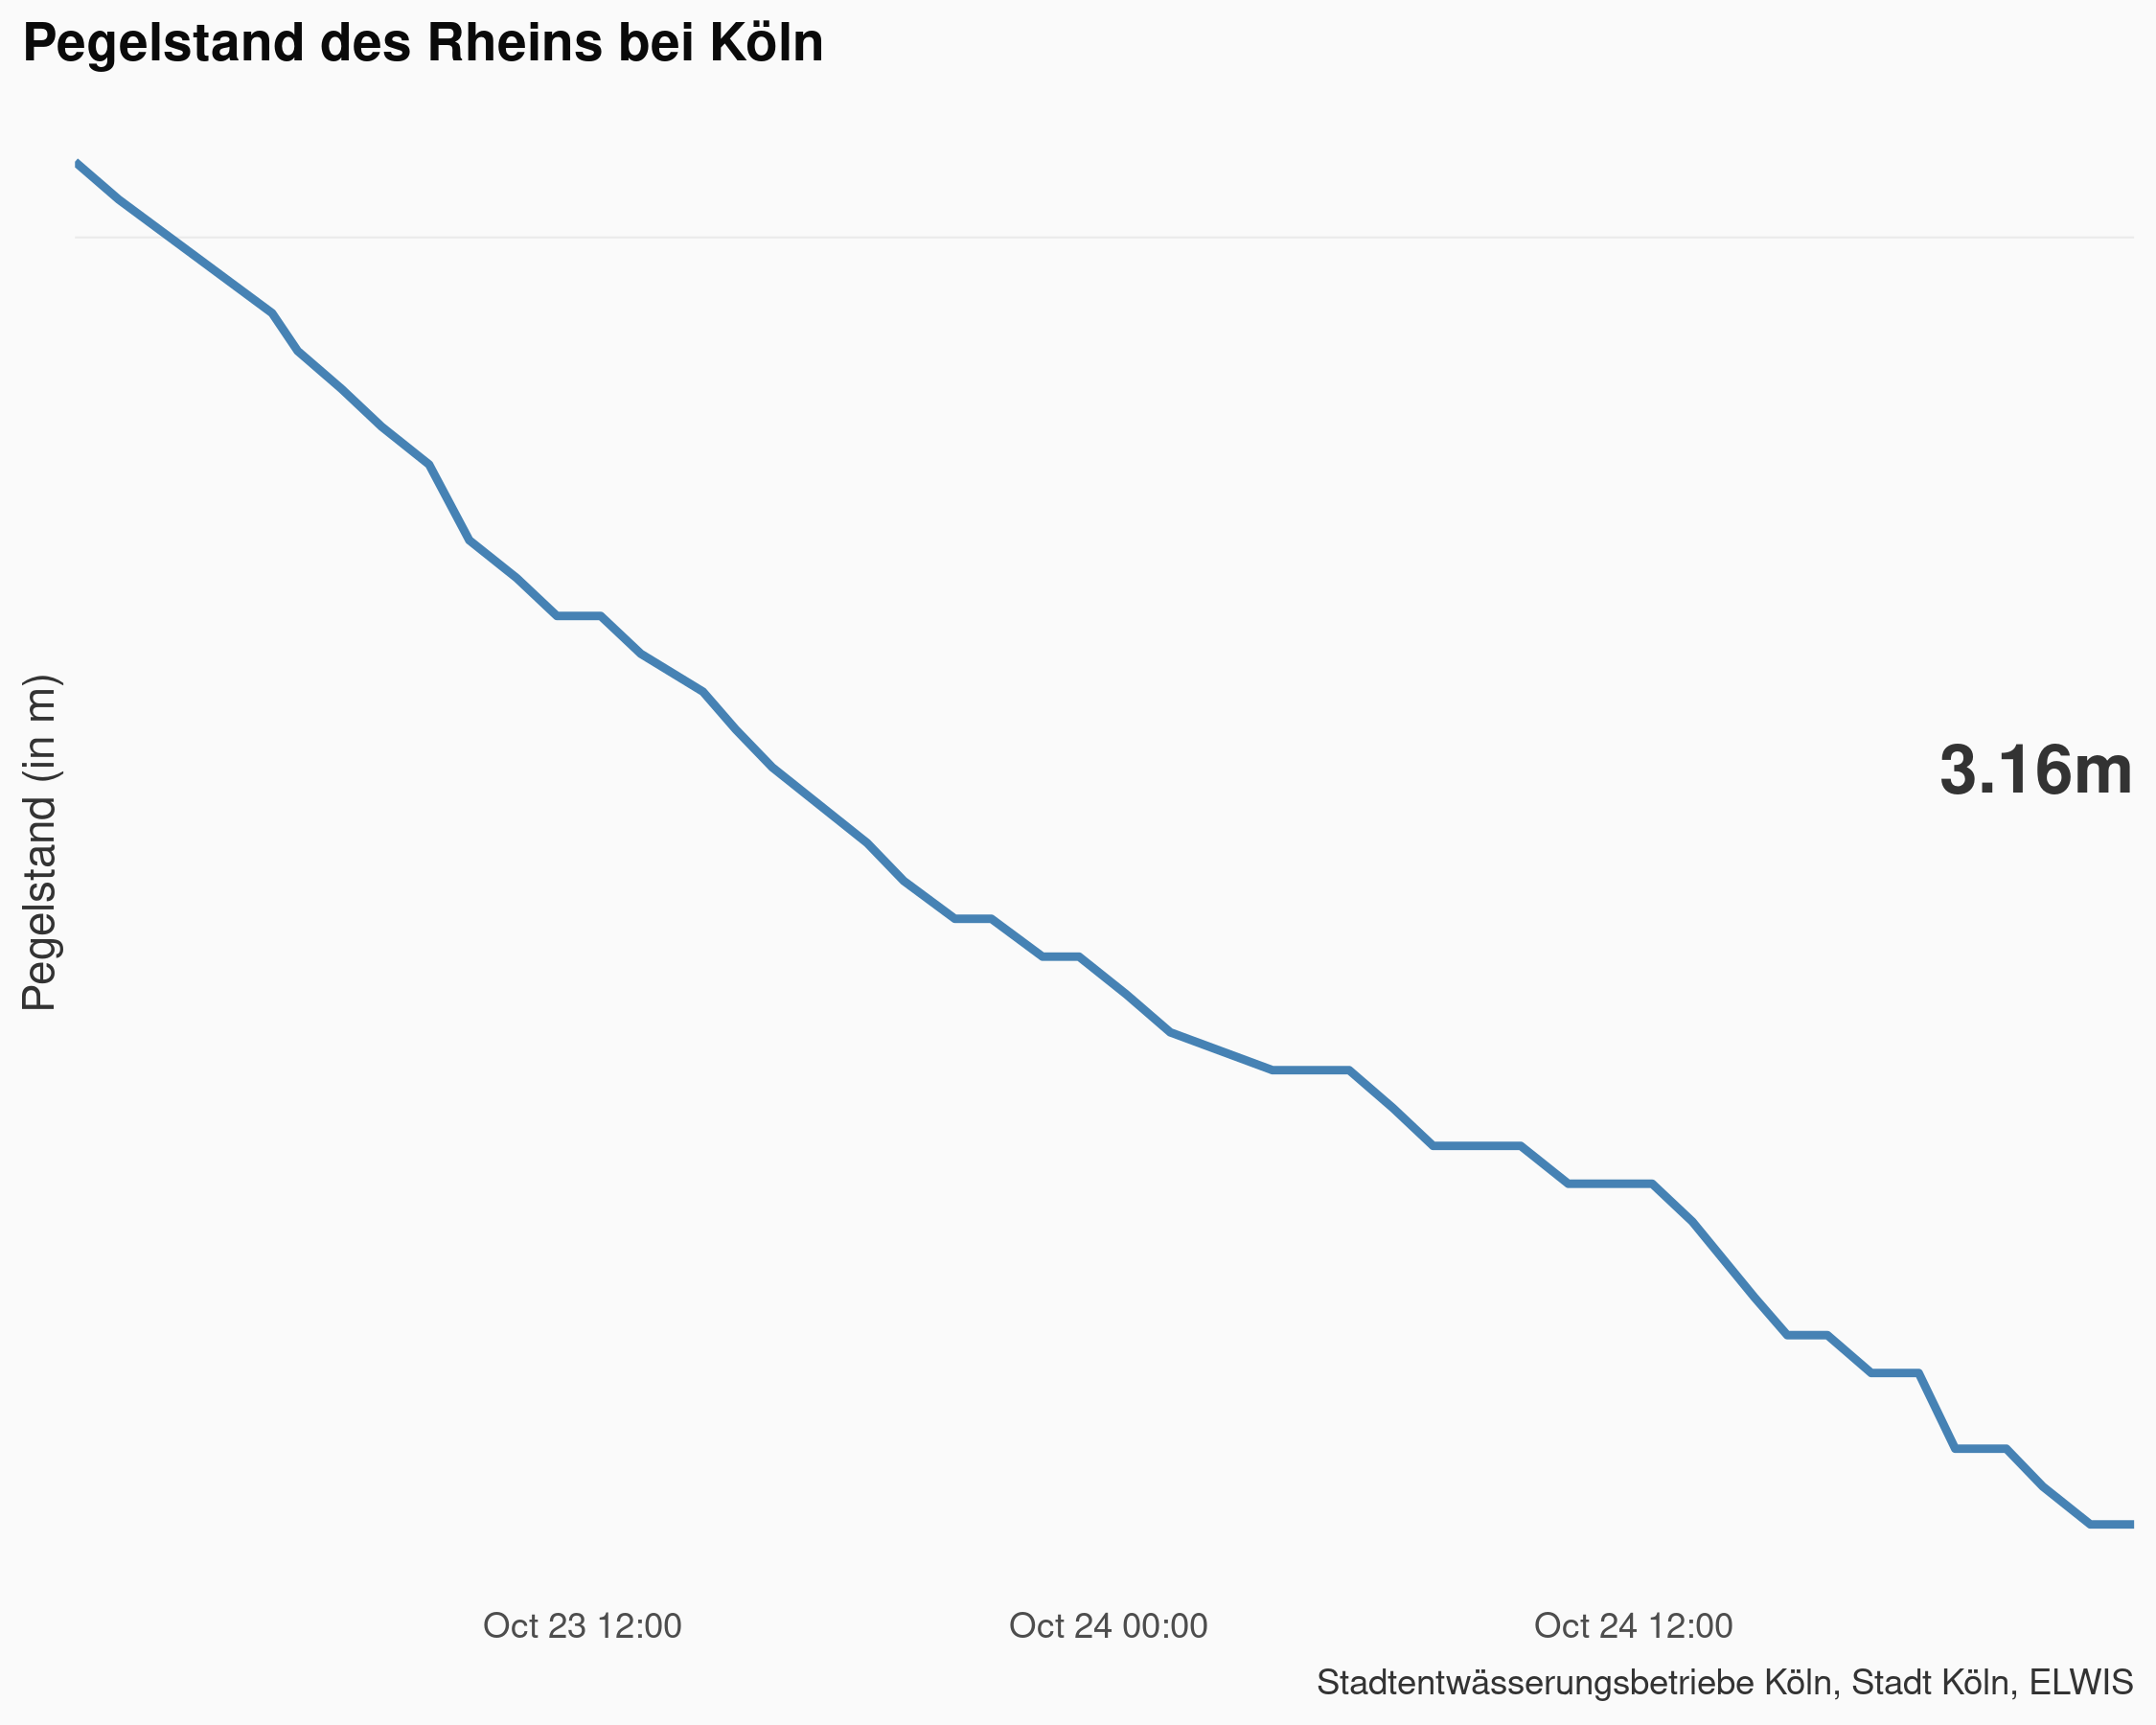 Pegelstand des Rheins bei Köln
Pegelstand (in m)
3.16m
Oct 23 12:00
Oct 24 00:00
Oct 24 12:00
Stadtentwässerungsbetriebe Köln, Stadt Köln, ELWIS